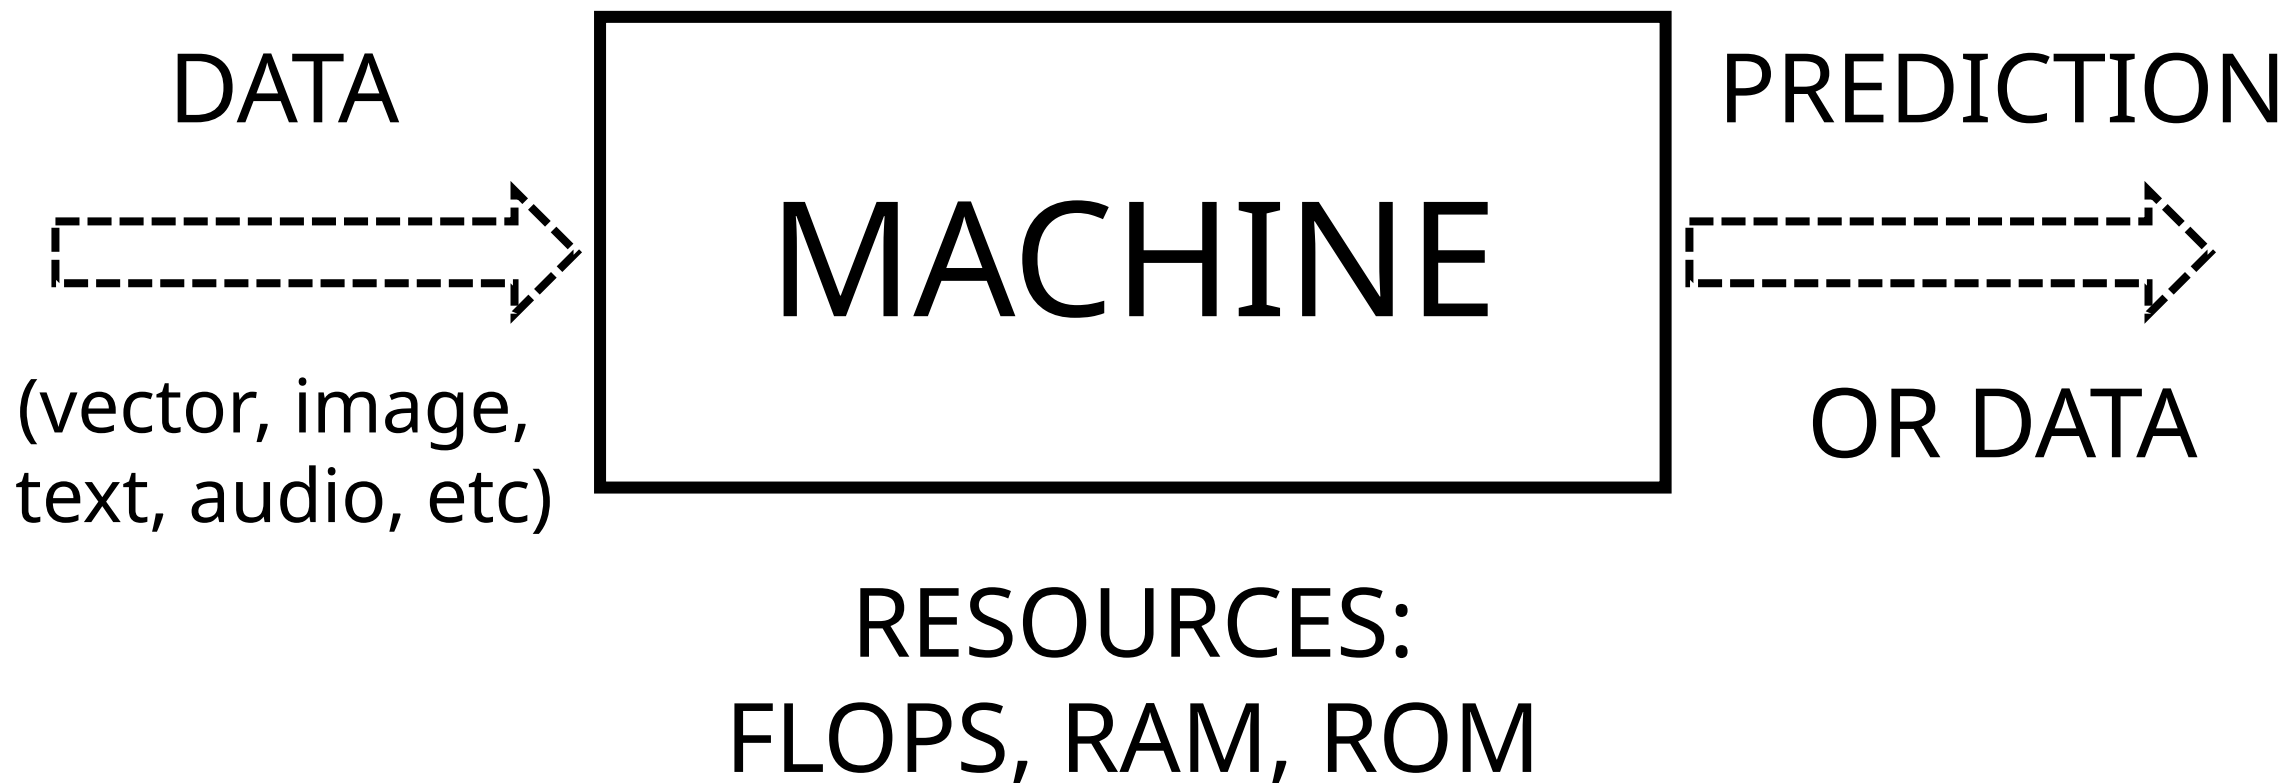 DATA
(vector, image,
text, audio, etc)
MACHINE
RESOURCES:
FLOPS, RAM, ROM
PREDICTION
OR DATA